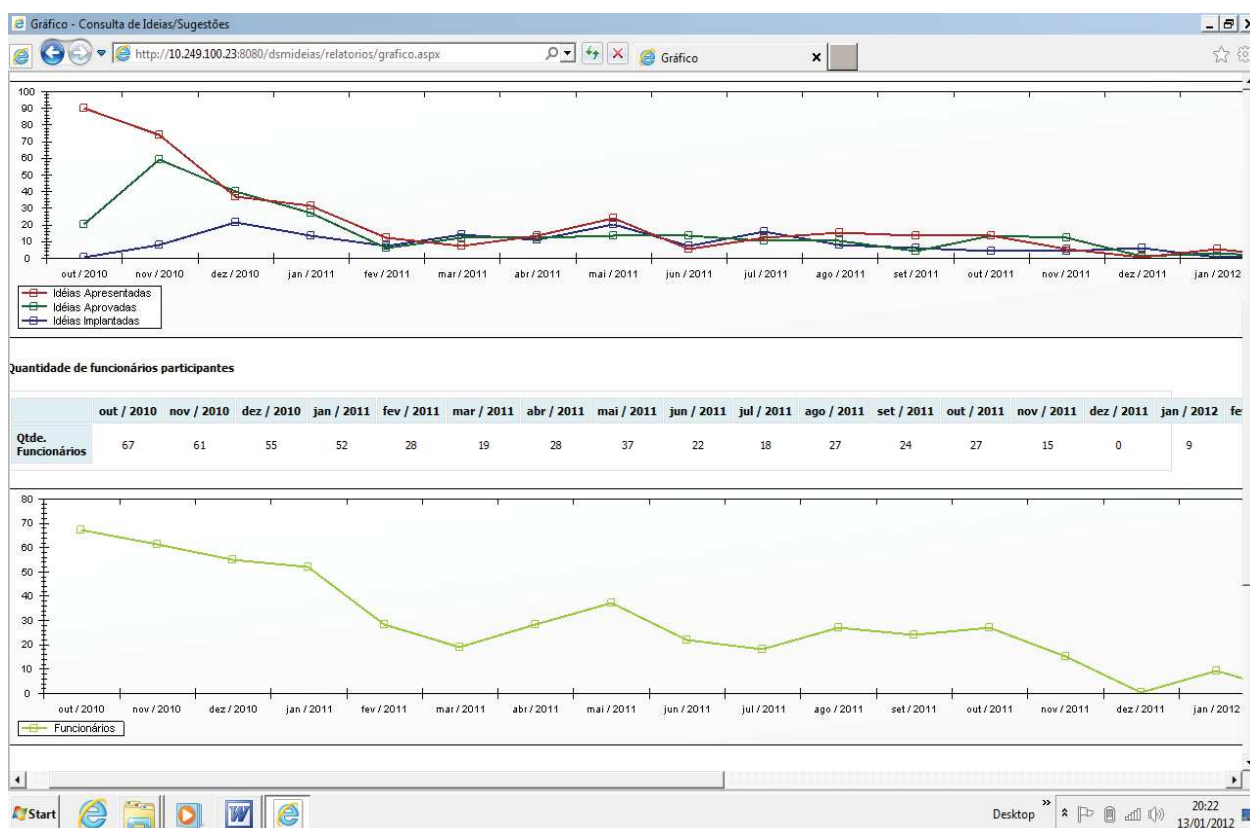 Gráfico - Consulta de Ideias/Sugestões
http://10.249.100.23:8080/dsmideias/relatorios/grafico.aspx
Gráfico
100
90
80
70
60
50
40
30
20
10
0
out / 2010 nov / 2010 dez / 2010 jan / 2011 fev / 2011 mar / 2011 abr / 2011 mai / 2011 jun / 2011 jul / 2011 ago / 2011 set / 2011 out / 2011 nov / 2011 dez / 2011 jan / 2012
Idéias Apresentadas
Idéias Aprovadas
Idéias Implantadas
Quantidade de funcionários participantes
out / 2010 nov / 2010 dez / 2010 jan / 2011 fev / 2011 mar / 2011 abr / 2011 mai / 2011 jun / 2011 jul / 2011 ago / 2011 set / 2011 out / 2011 nov / 2011 dez / 2011 jan / 2012
Qtde.
Funcionários 67 61 55 52 28 19 28 37 22 18 27 24 27 15 0 9
80
70
60
50
40
30
20
10
0
out / 2010 nov / 2010 dez / 2010 jan / 2011 fev / 2011 mar / 2011 abr / 2011 mai / 2011 jun / 2011 jul / 2011 ago / 2011 set / 2011 out / 2011 nov / 2011 dez / 2011 jan / 2012
Funcionários
Start
Desktop
20:22
13/01/2012